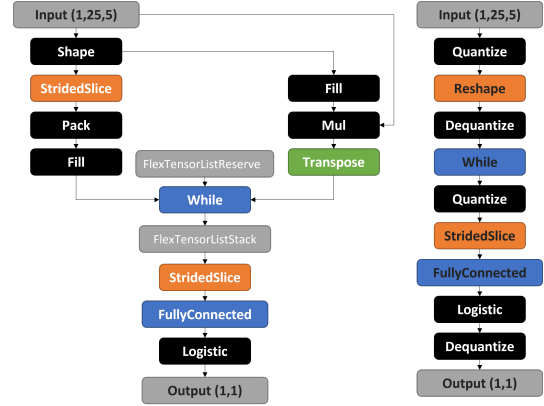 Input (1,25,5)
Shape
StridedSlice
Pack
Fill
Fill
Mul
Transpose
FlexTensorListReserve
While
FlexTensorListStack
StridedSlice
FullyConnected
Logistic
Output (1,1)
Input (1,25,5)
Quantize
Reshape
Dequantize
While
Quantize
StridedSlice
FullyConnected
Logistic
Dequantize
Output (1,1)